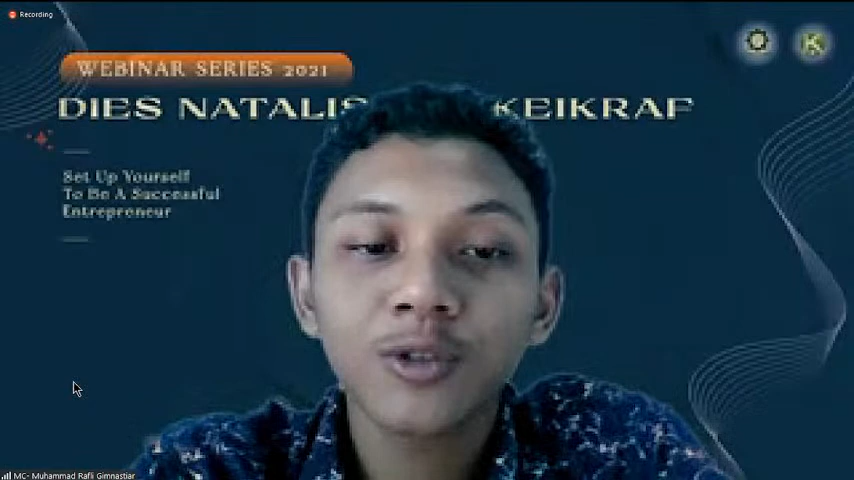 Recording
WEBINAR SERIES 2021
DIES NATALIS KEIKRAF
Set Up Yourself
To Be A Successful
Entrepreneur
MC- Muhammad Rafli Gimnastiar